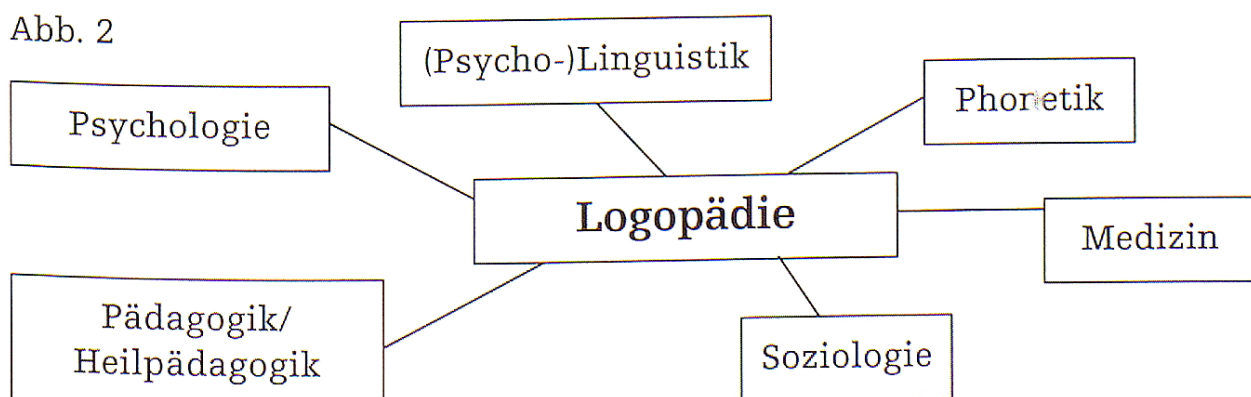 Abb. 2
(Psycho-)Linguistik
Phonetik
Psychologie
Logopädie
Medizin
Pädagogik/
Heilpädagogik
Soziologie